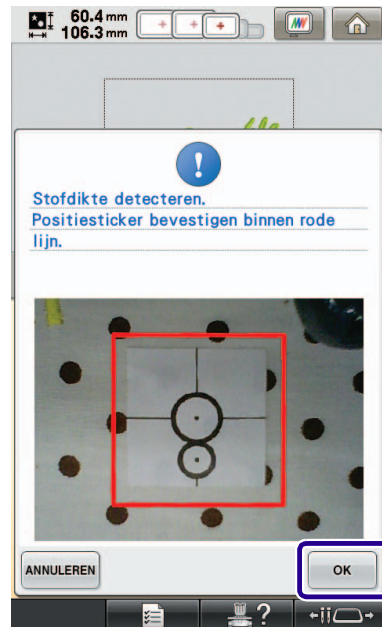 60.4 mm
106.3 mm
Stofdikte detecteren.
Positiesticker bevestigen binnen rode
lijn.
ANNULEREN
OK
?